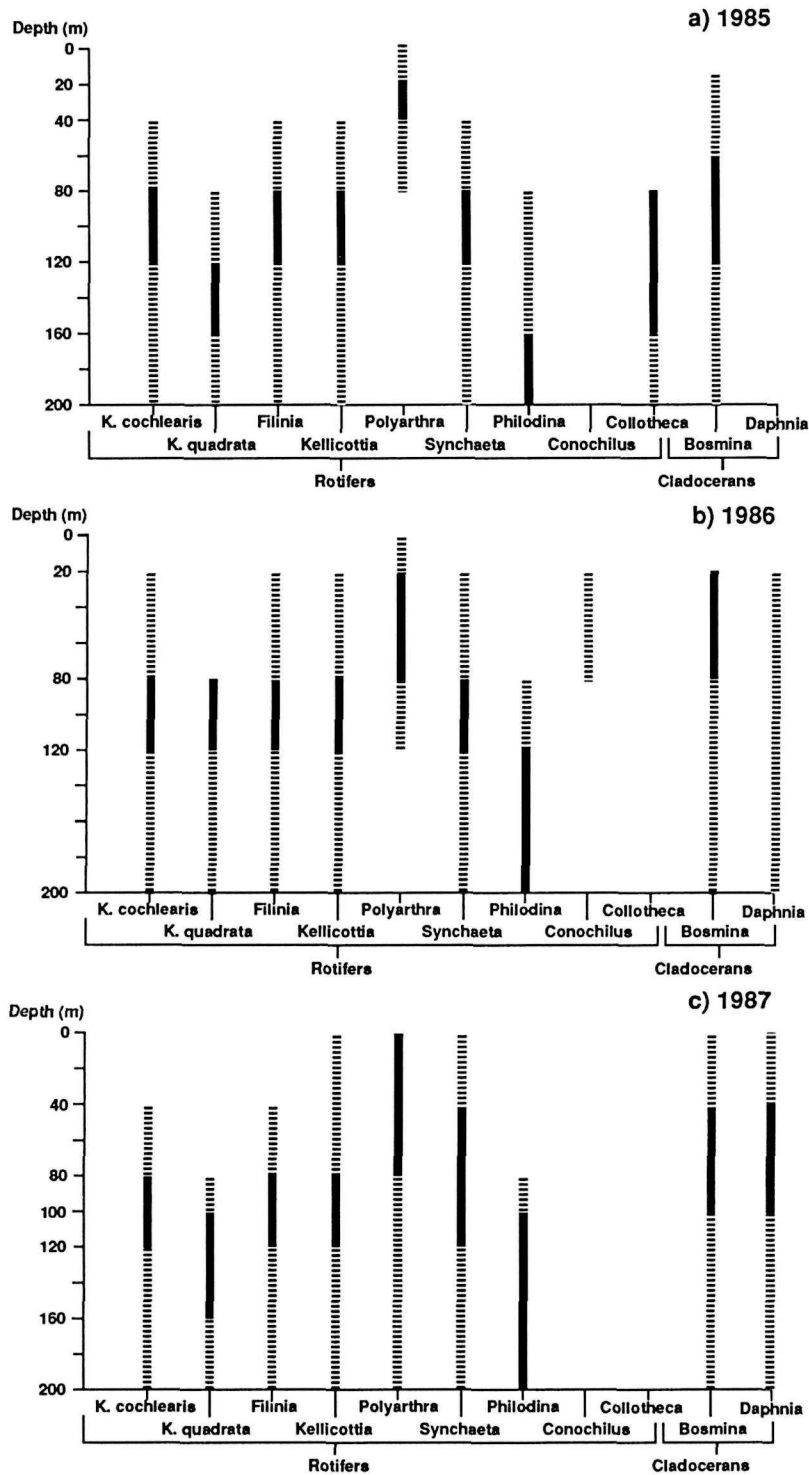 a) 1985
Depth (m)
0
20
40
80
120
160
200
K. cochlearis Filinia Polyarthra Philodina Collotheca Daphnia
K. quadrata Kellicottia Synchaeta Conochilus Bosmina
Rotifers Cladocerans
b) 1986
Depth (m)
0
20
80
120
200
K. cochlearis Filinia Polyarthra Philodina Collotheca Daphnia
K. quadrata Kellicottia Synchaeta Conochilus Bosmina
Rotifers Cladocerans
c) 1987
Depth (m)
0
40
80
100
120
160
200
K. cochlearis Filinia Polyarthra Philodina Collotheca Daphnia
K. quadrata Kellicottia Synchaeta Conochilus Bosmina
Rotifers Cladocerans